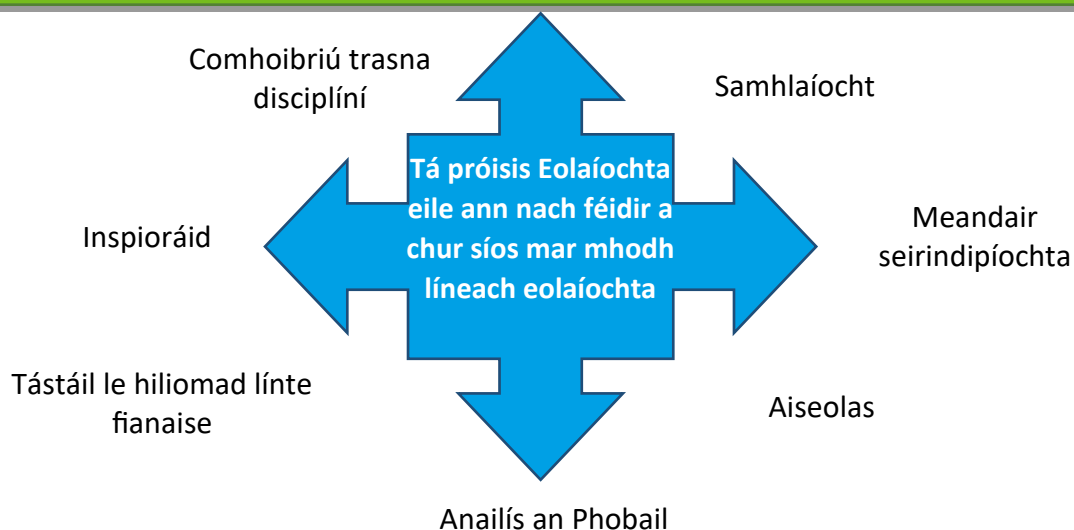 Comhoibriú trasna
disciplíní
Samhlaíocht
Tá próisis Eolaíochta
eile ann nach féidir a
chur síos mar mhodh
líneach eolaíochta
Inspioráid
Meandair
seirindipíochta
Tástáil le hiliomad línte
fianaise
Aiseolas
Anailís an Phobail